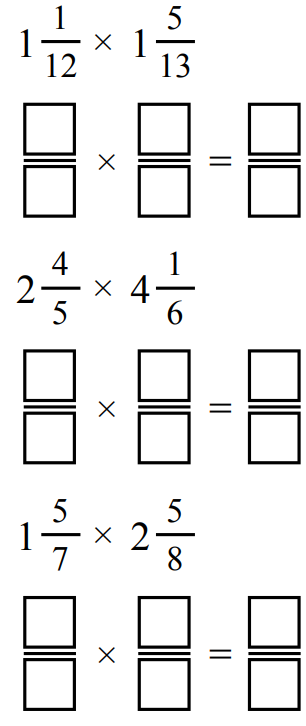 1 1/12 × 1 5/13
□/□ × □/□ = □/□
2 4/5 × 4 1/6
□/□ × □/□ = □/□
1 5/7 × 2 5/8
□/□ × □/□ = □/□